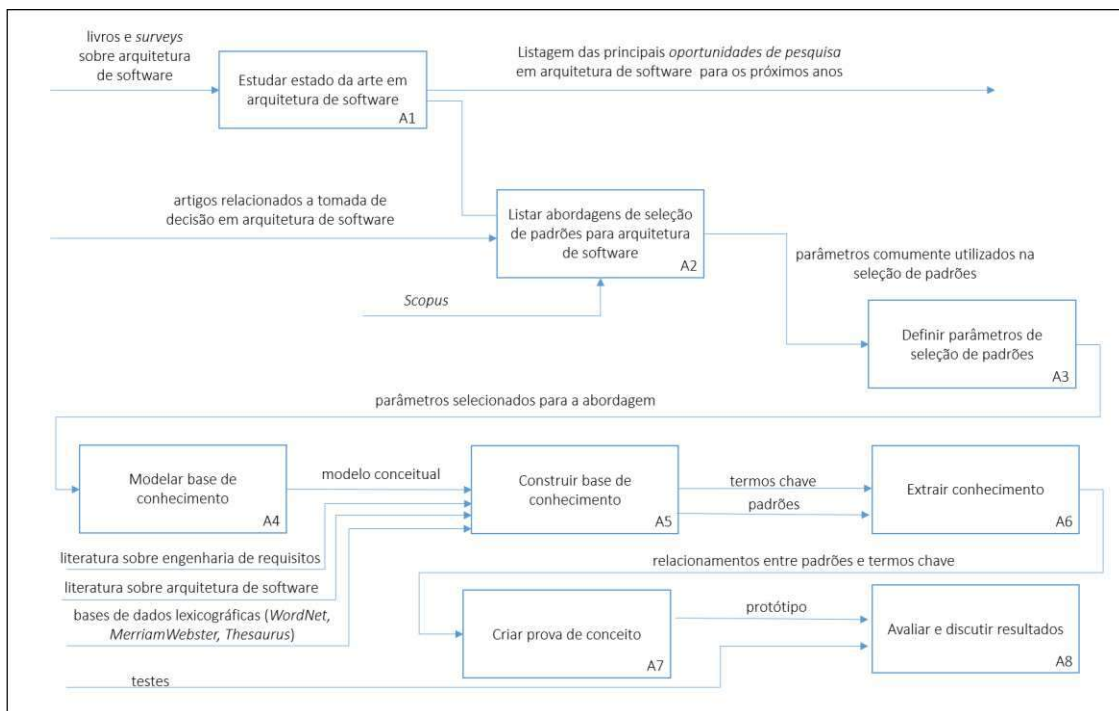 livros e surveys
sobre arquitetura
de software
Estudar estado da arte em
arquitetura de software
A1
Listagem das principais oportunidades de pesquisa
em arquitetura de software para os próximos anos
artigos relacionados a tomada de
decisão em arquitetura de software
Listar abordagens de seleção
de padrões para arquitetura
de software
A2
Scopus
parâmetros comumente utilizados na
seleção de padrões
Definir parâmetros de
seleção de padrões
A3
parâmetros selecionados para a abordagem
Modelar base de
conhecimento
A4
modelo conceitual
Construir base de
conhecimento
A5
termos chave
padrões
Extrair conhecimento
A6
literatura sobre engenharia de requisitos
literatura sobre arquitetura de software
bases de dados lexicográficas (WordNet,
MerriamWebster, Thesaurus)
relacionamentos entre padrões e termos chave
Criar prova de conceito
A7
protótipo
Avaliar e discutir resultados
A8
testes